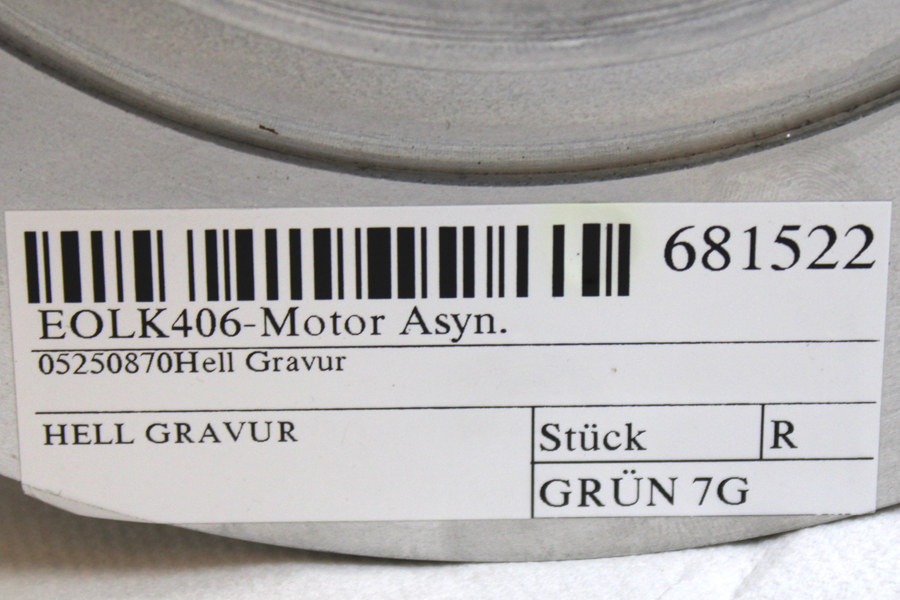 681522
EOLK406-Motor Asyn.
05250870Hell Gravur
HELL GRAVUR
Stück
R
GRÜN 7G